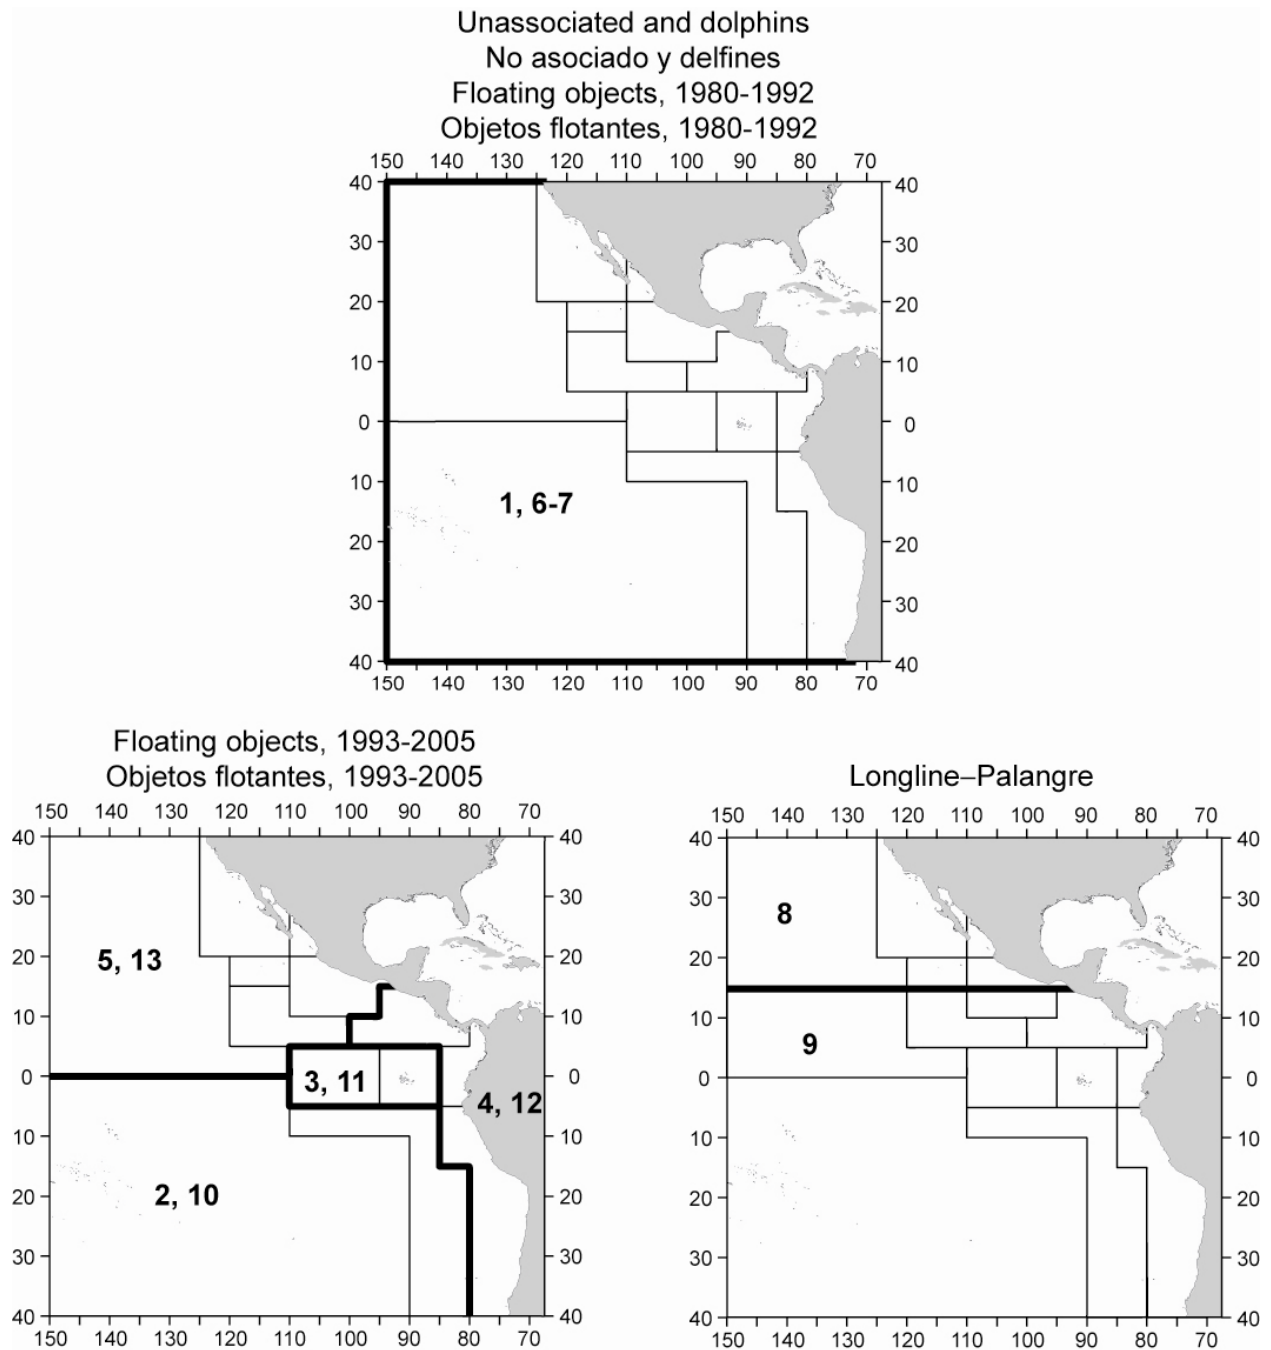 Unassociated and dolphins
No asociado y delfines
Floating objects, 1980-1992
Objetos flotantes, 1980-1992
150 140 130 120 110 100 90 80 70
40 40
30 30
20 20
10 10
0 0
10 10
1, 6-7
20 20
30 30
40 40
150 140 130 120 110 100 90 80 70
Floating objects, 1993-2005
Objetos flotantes, 1993-2005
150 140 130 120 110 100 90 80 70
40 40
30 30
5, 13
20 20
10 10
0 3, 11 0
4, 12
10 10
2, 10
20 20
30 30
40 40
150 140 130 120 110 100 90 80 70
Longline–Palangre
150 140 130 120 110 100 90 80 70
40 40
30 30
8
20 20
10 10
9
0 0
10 10
20 20
30 30
40 40
150 140 130 120 110 100 90 80 70